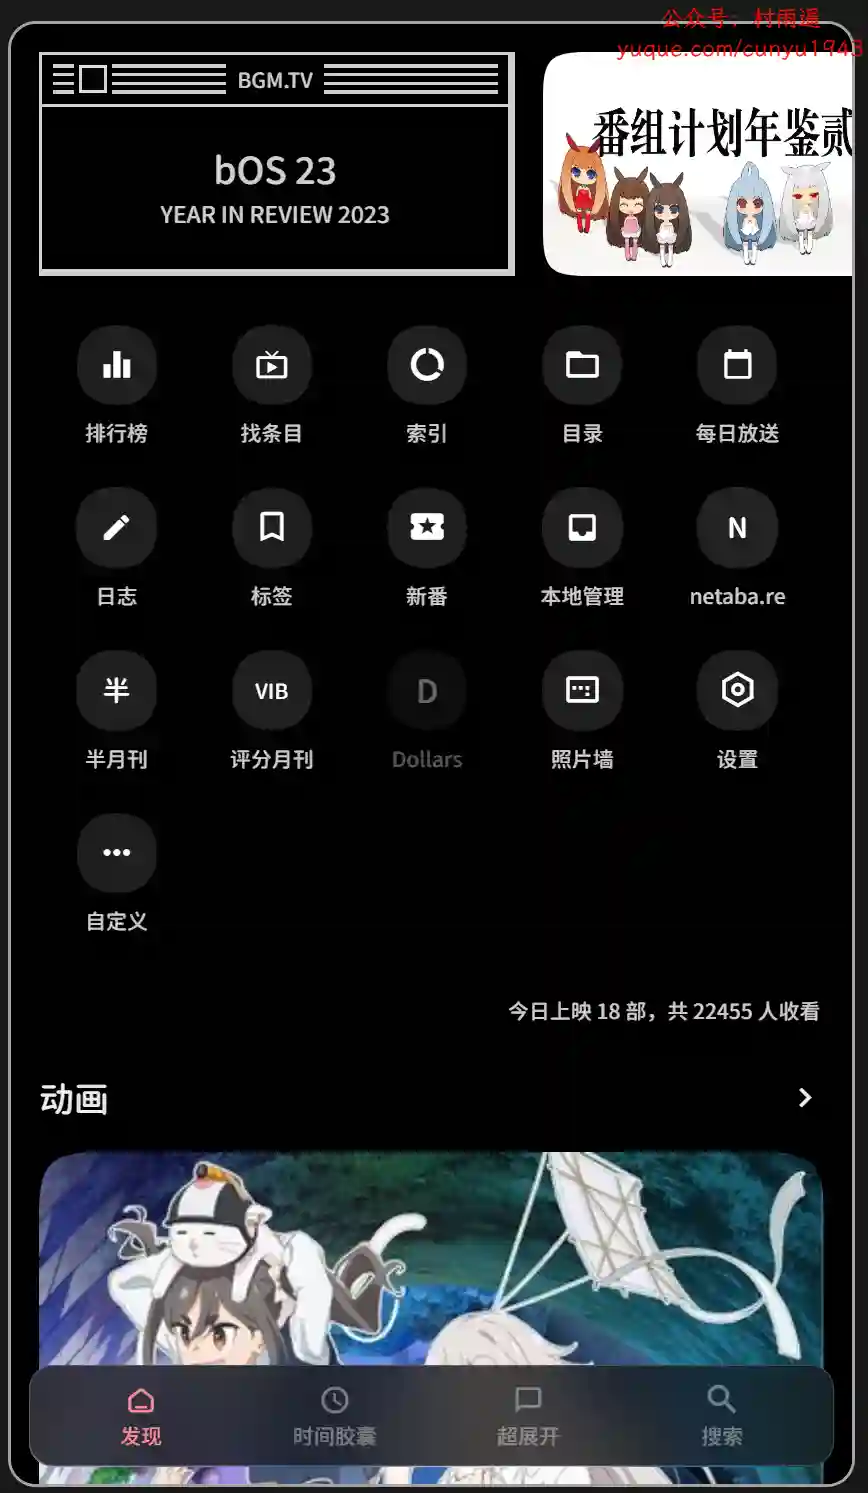 公众号：村雨遥
yuque.com/cunyu1943
BGM.TV
bOS 23
YEAR IN REVIEW 2023
番组计划年鉴贰
排行榜
找条目
索引
目录
每日放送
日志
标签
新番
本地管理
N
netaba.re
半
半月刊
VIB
评分月刊
D
Dollars
照片墙
设置
自定义
今日上映 18 部，共 22455 人收看
动画
发现
时间胶囊
超展开
搜索